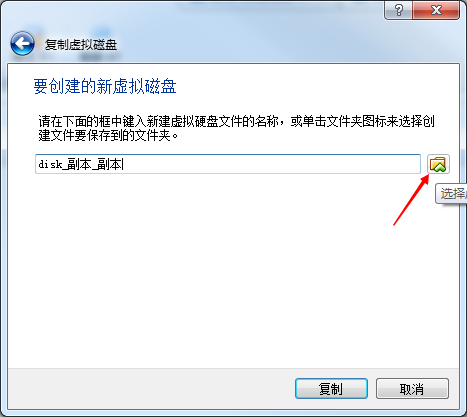 复制虚拟磁盘
要创建的新虚拟磁盘
请在下面的框中键入新建虚拟硬盘文件的名称，或单击文件夹图标来选择创
建文件要保存到的文件夹。
disk_副本_副本
选择
复制
取消